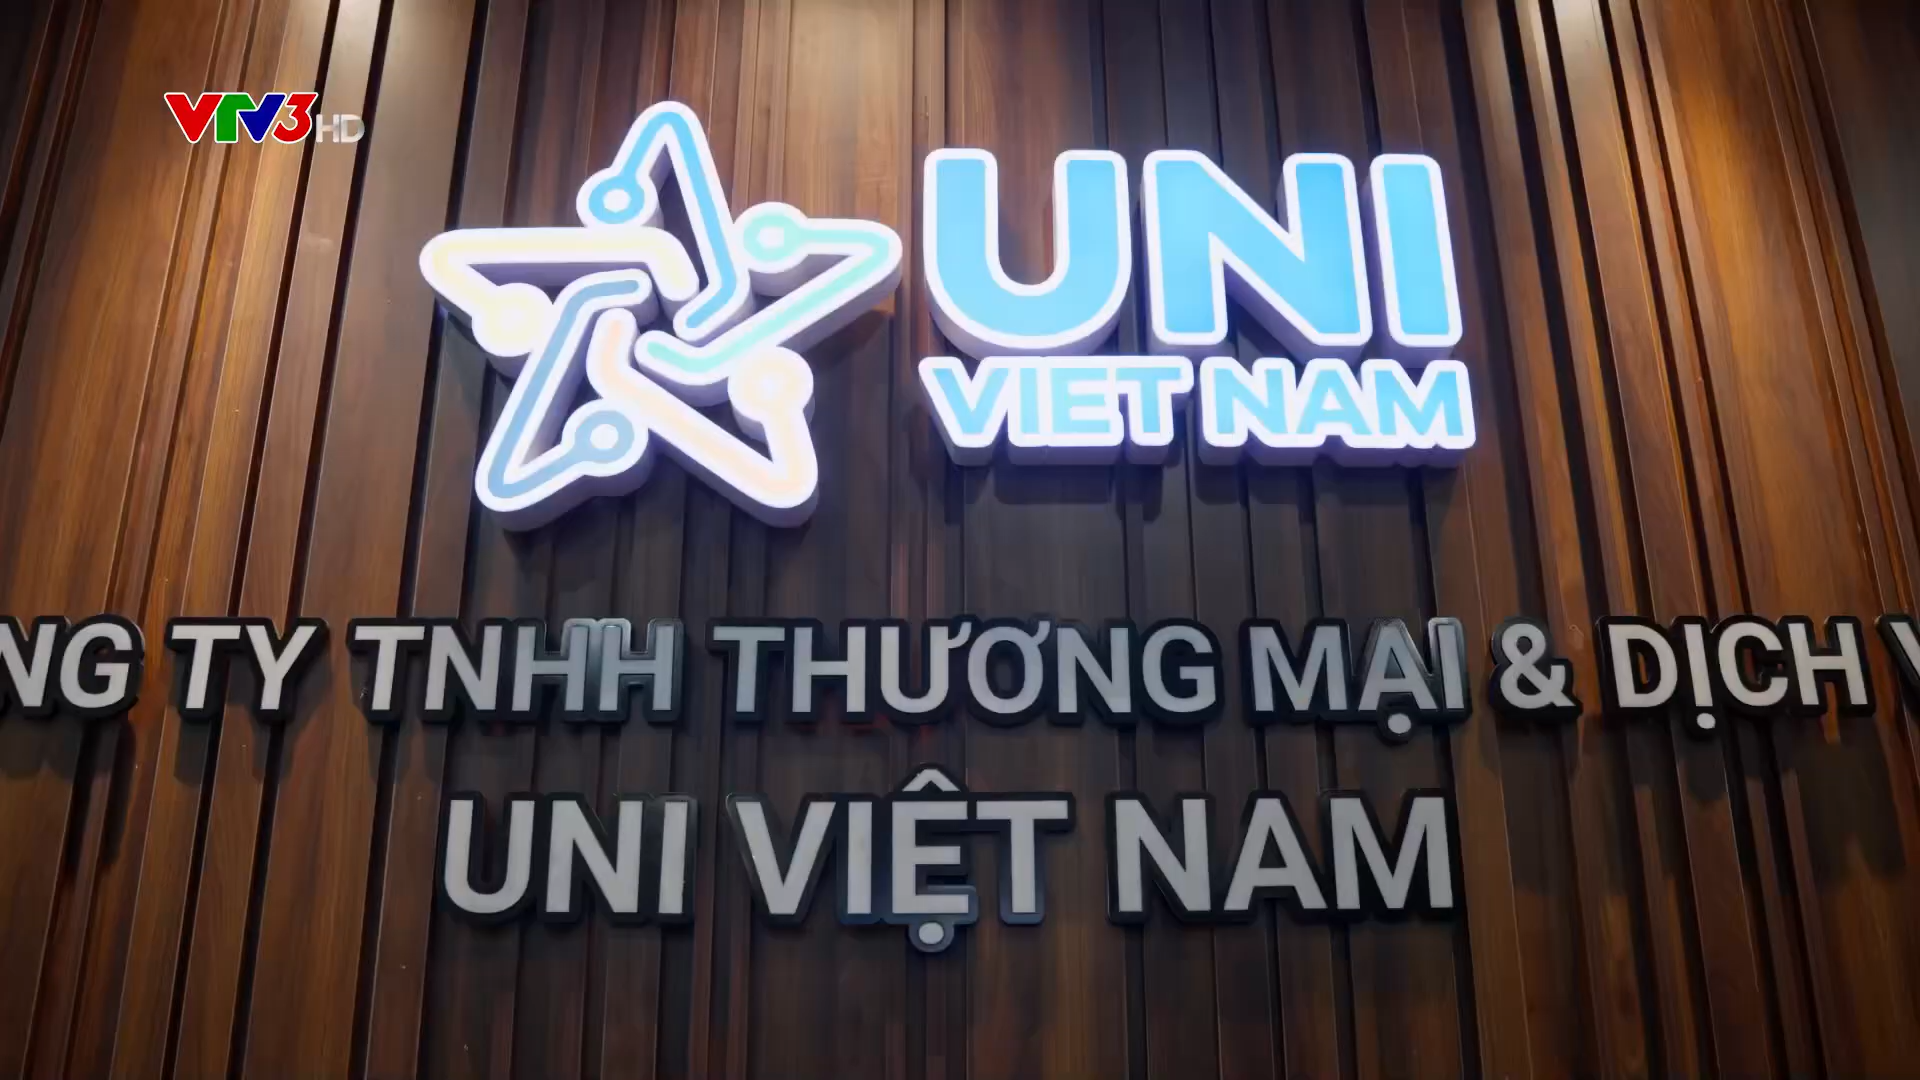 VTV3 HD
UNI
VIET NAM
NG TY TNHH THƯƠNG MẠI & DỊCH V
UNI VIỆT NAM